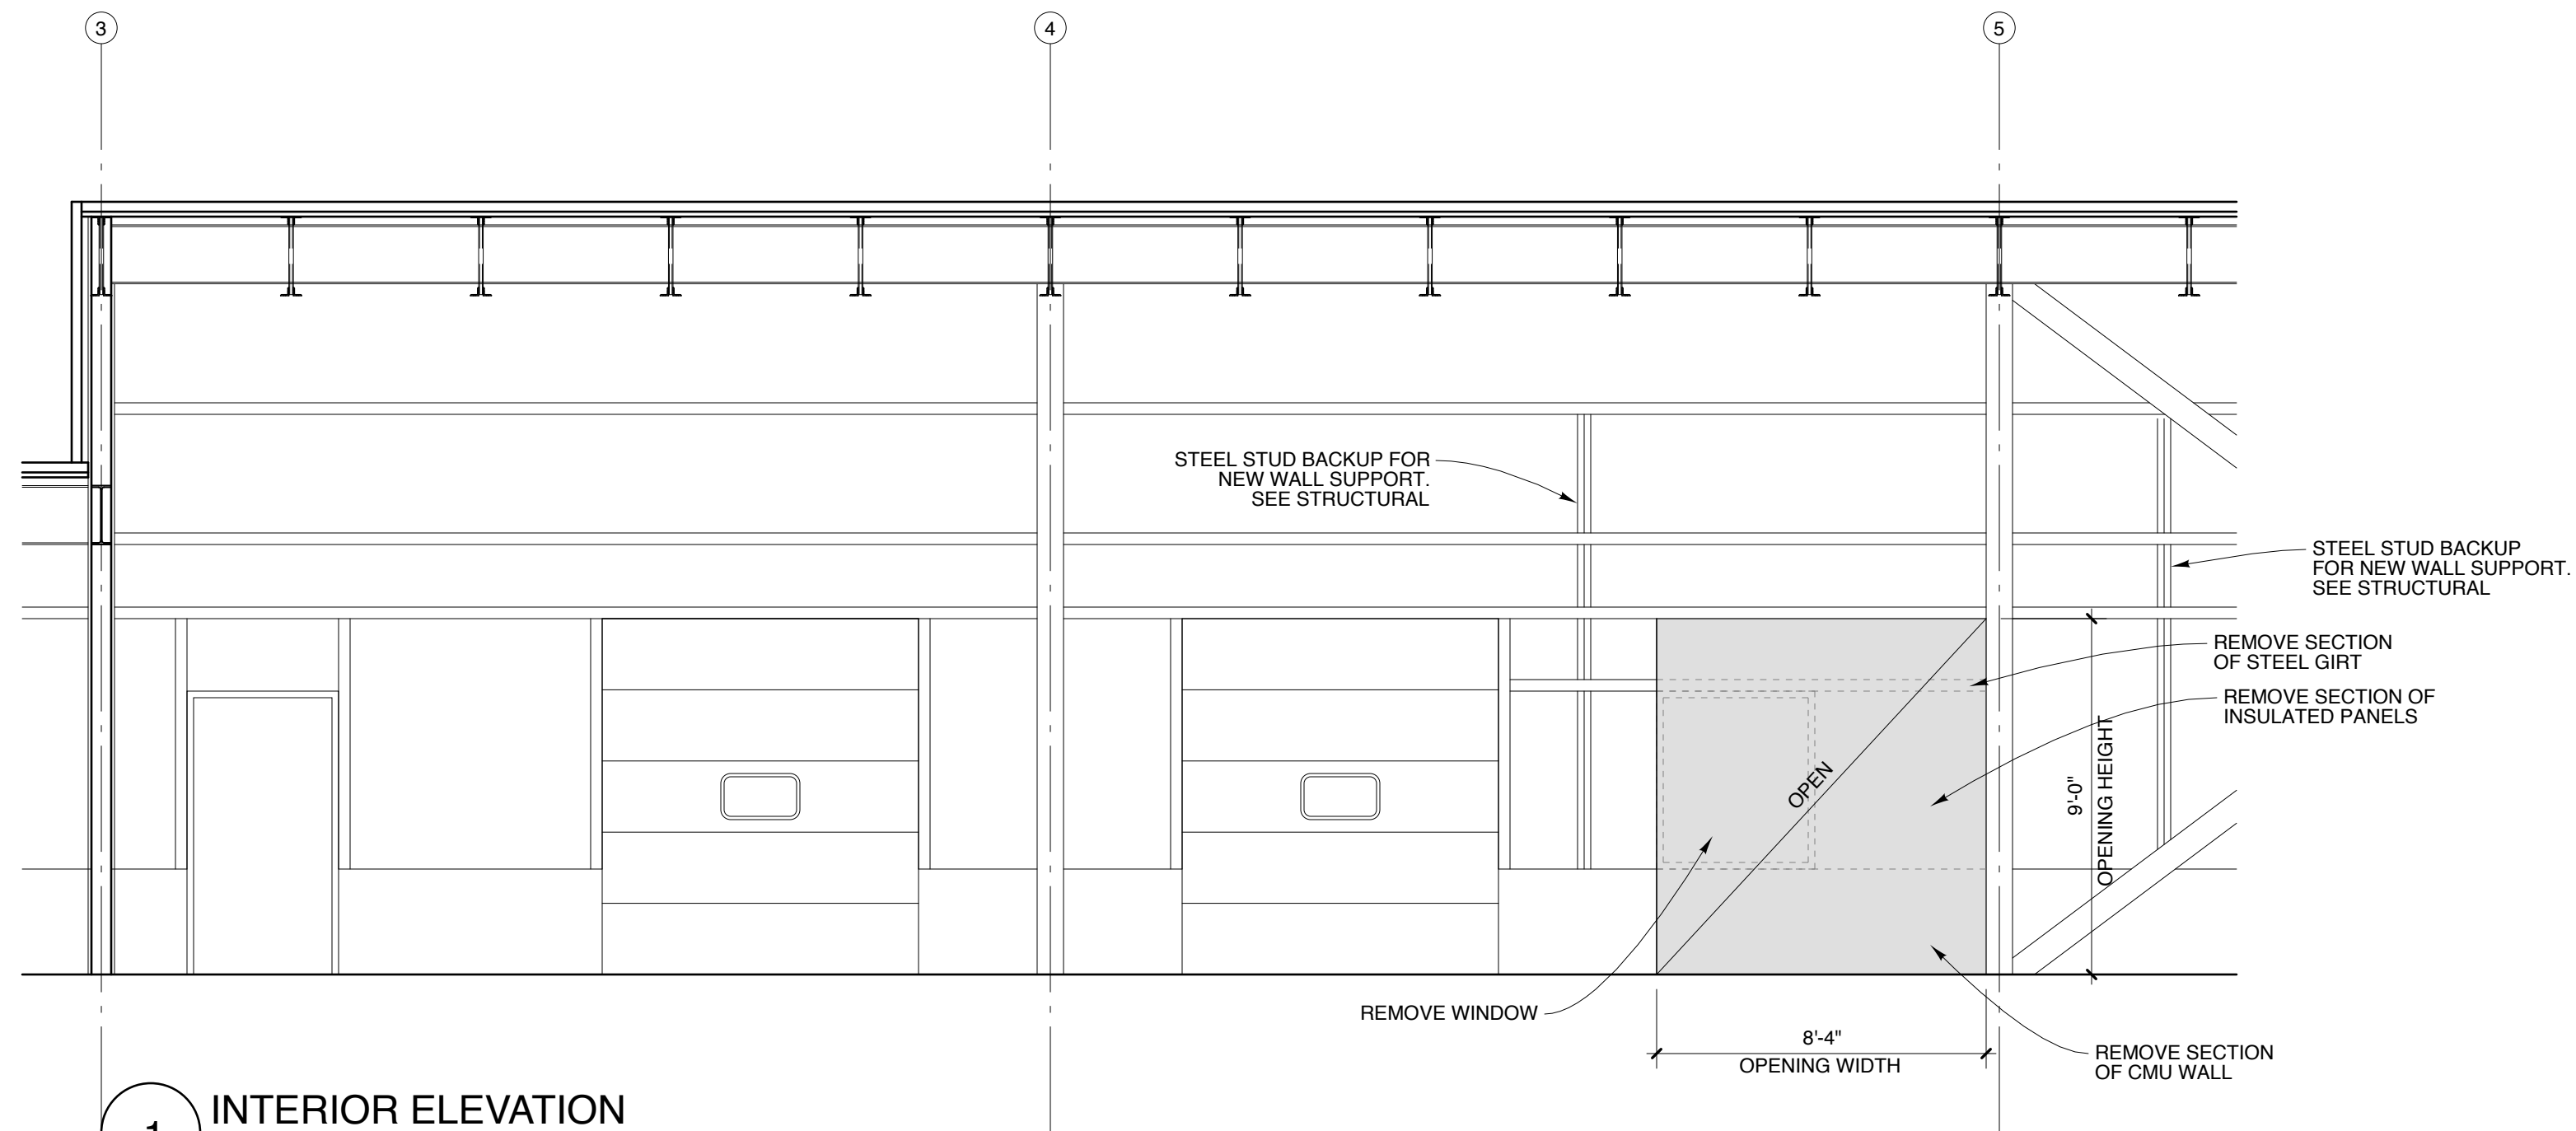 3
4
5
STEEL STUD BACKUP FOR
NEW WALL SUPPORT.
SEE STRUCTURAL
STEEL STUD BACKUP
FOR NEW WALL SUPPORT.
SEE STRUCTURAL
REMOVE SECTION
OF STEEL GIRT
REMOVE SECTION OF
INSULATED PANELS
OPEN
9'-0"
OPENING HEIGHT
REMOVE WINDOW
8'-4"
OPENING WIDTH
REMOVE SECTION
OF CMU WALL
1
INTERIOR ELEVATION